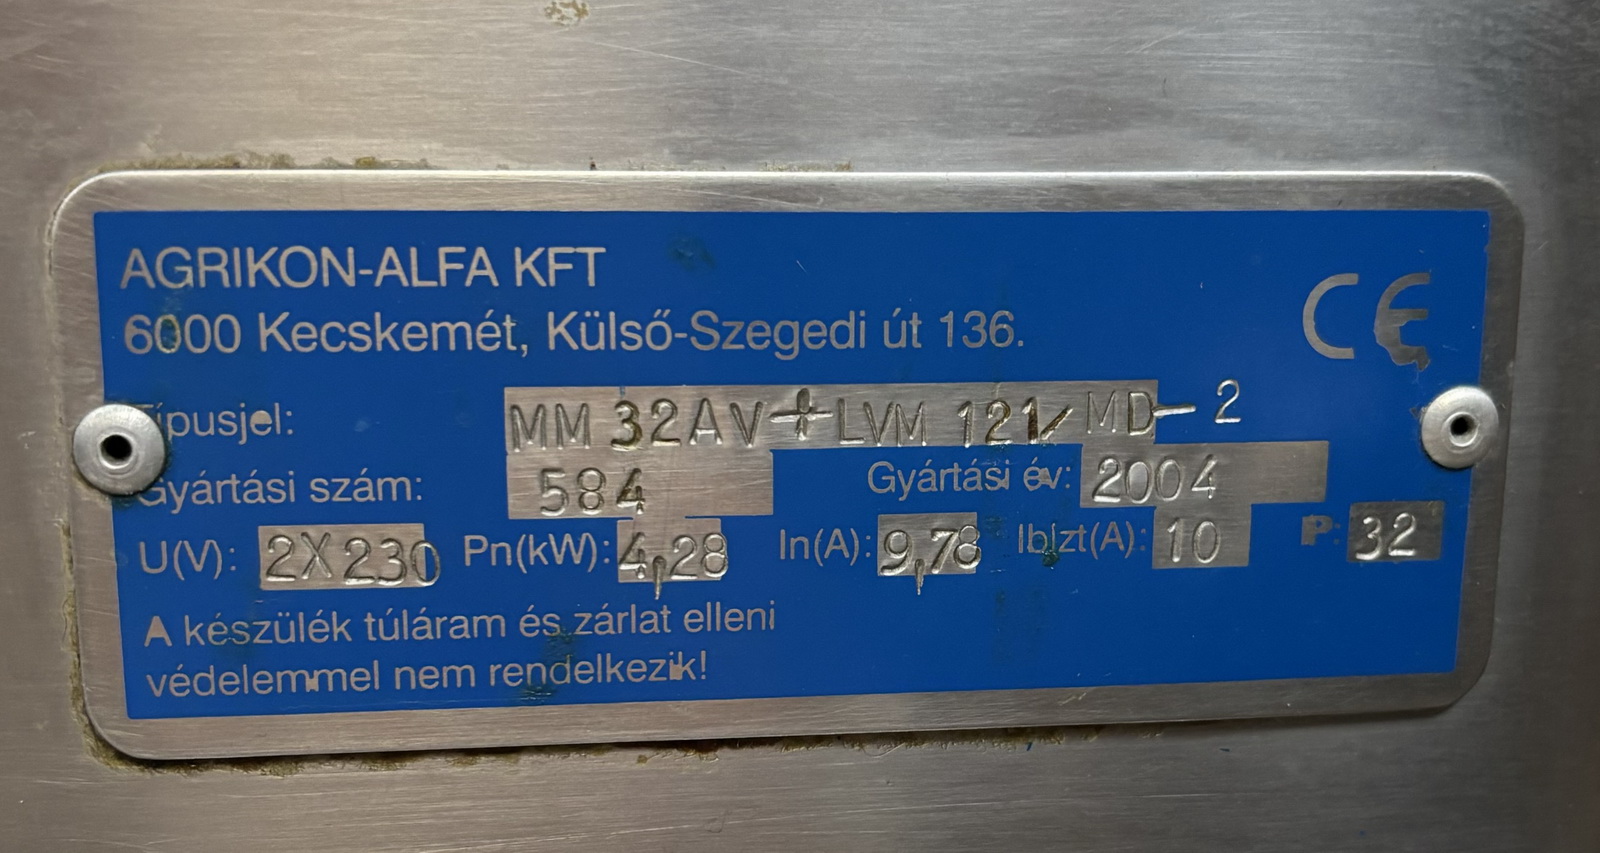 AGRIKON-ALFA KFT
6000 Kecskemét, Külső-Szegedi út 136.
CE
Típusjel: MM 32AV+LVM 121/MD-2
Gyártási szám: 584 Gyártási év: 2004
U(V): 2X230 Pn(kW): 4,28 In(A): 9,78 Ibizt(A): 10 P: 32
A készülék túláram és zárlat elleni
védelemmel nem rendelkezik!